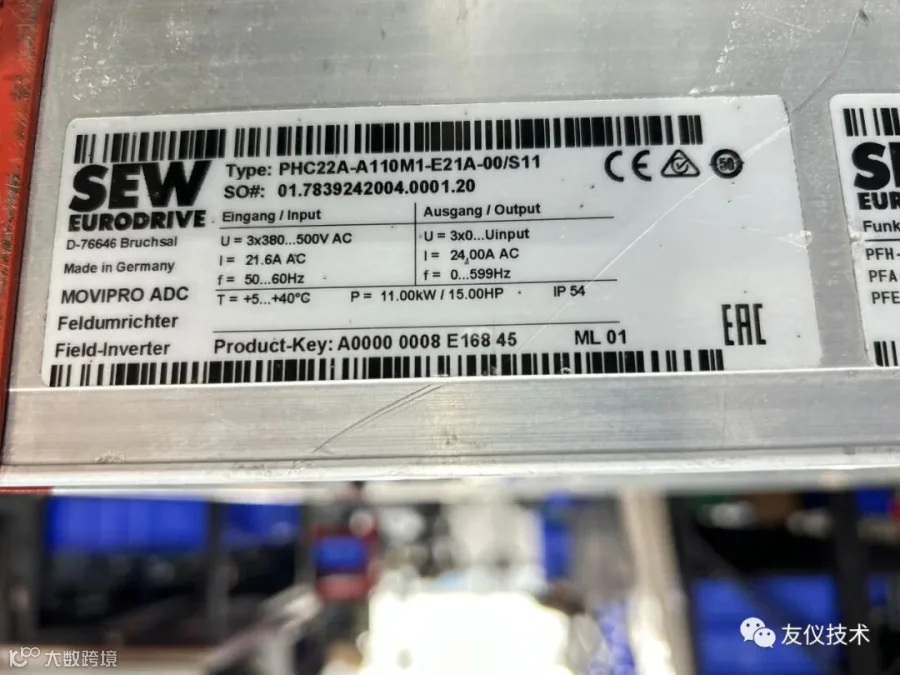 SEW
EURODRIVE
D-76646 Bruchsal
Made in Germany
MOVIPRO ADC
Feldumrichter
Field-Inverter
Type: PHC22A-A110M1-E21A-00/S11
SO#: 01.7839242004.0001.20
Eingang / Input
U = 3x380...500V AC
I = 21.6A AC
f = 50...60Hz
Ausgang / Output
U = 3x0...Uinput
I = 24,00A AC
f = 0...599Hz
T = +5...+40°C P = 11.00kW / 15.00HP IP 54
Product-Key: A0000 0008 E168 45 ML 01
CE
50
EAC
SE
EUR
Funk
PFH-
PFA
PFE
友仪技术
大数跨境